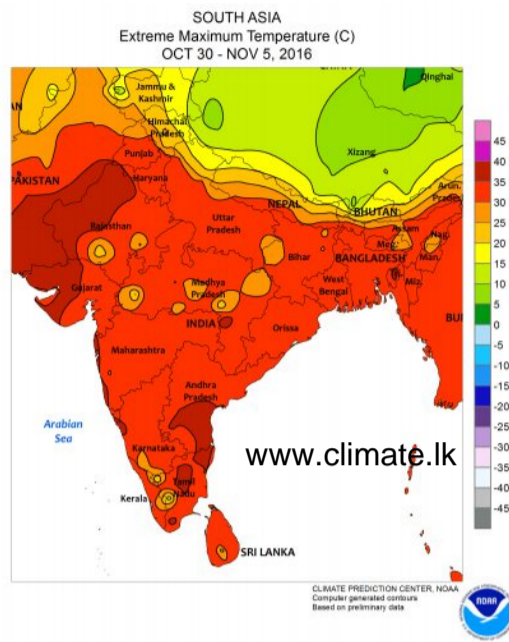 SOUTH ASIA
Extreme Maximum Temperature (C)
OCT 30 - NOV 5, 2016
Qinghai
Jammu &
Kashmir
Himachal
Pradesh
Xizang
Punjab
PAKISTAN
Haryana
Arun.
Prades
NEPAL
BHUTAN
Rajasthan
Uttar
Pradesh
Assam
Nag.
Meg.
Bihar
BANGLADESH
Man.
Gujarat
Madhya
Pradesh
West
Bengal
Miz.
INDIA
Orissa
BU
Maharashtra
Andhra
Pradesh
Arabian
Sea
Karnataka
www.climate.lk
Tamil
Nadu
Kerala
SRI LANKA
45
40
35
30
25
20
15
10
5
0
-5
-10
-15
-20
-25
-30
-35
-40
-45
CLIMATE PREDICTION CENTER, NOAA
Computer generated contours
Based on preliminary data
NOAA